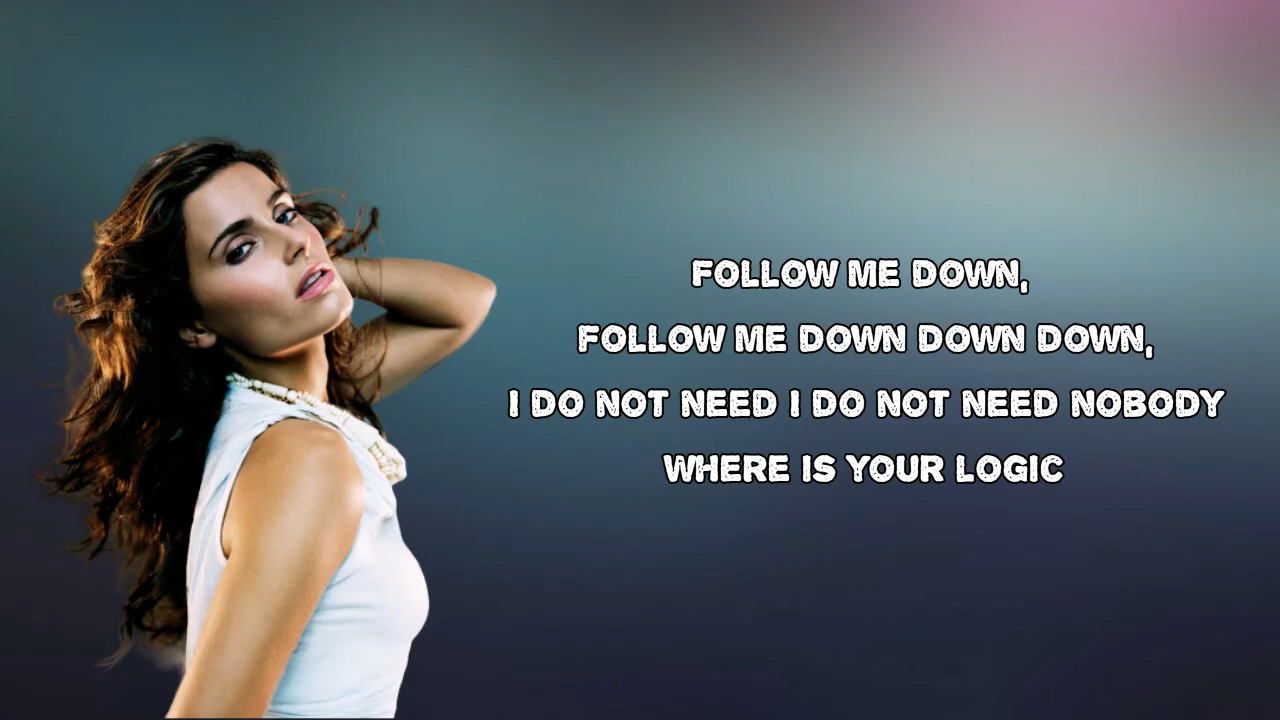 FOLLOW ME DOWN,
FOLLOW ME DOWN DOWN DOWN,
I DO NOT NEED I DO NOT NEED NOBODY
WHERE IS YOUR LOGIC